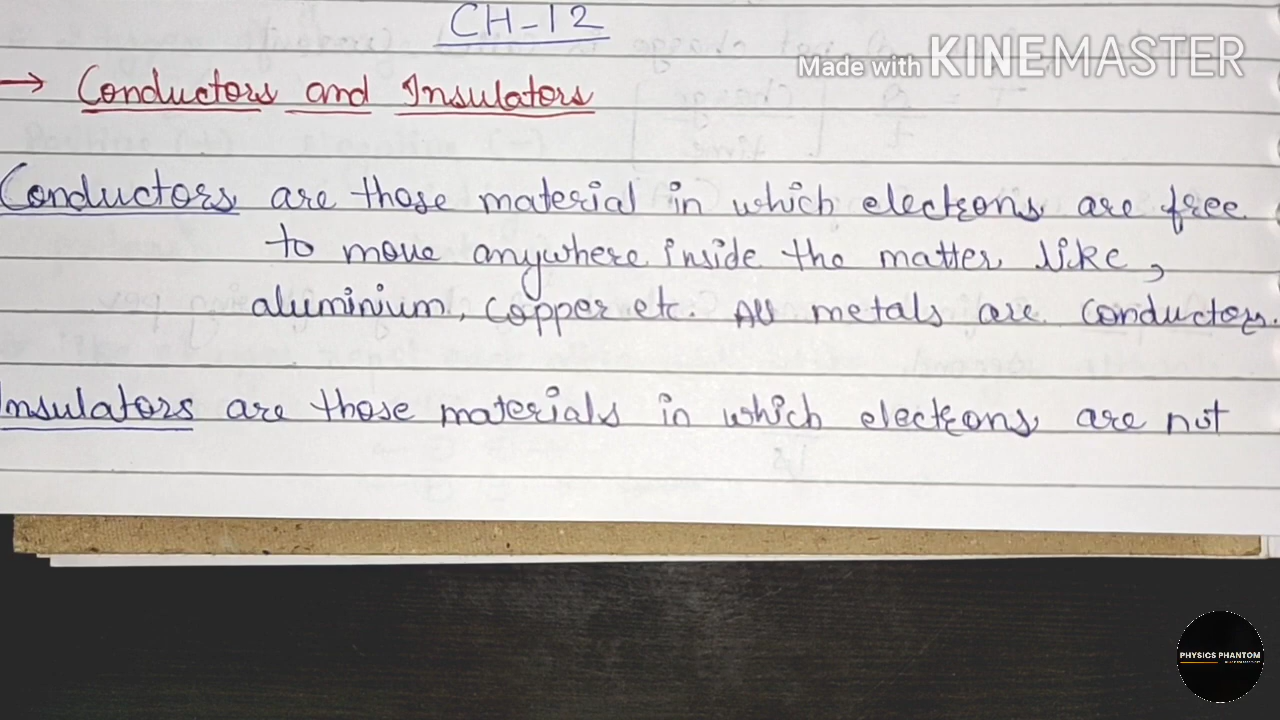 CH-12
Made with KINEMASTER
→ Conductors and Insulators
Conductors are those material in which electrons are free
to move anywhere inside the matter like,
aluminium, copper etc. All metals are conductors.
Insulators are those materials in which electrons are not
PHYSICS PHANTOM